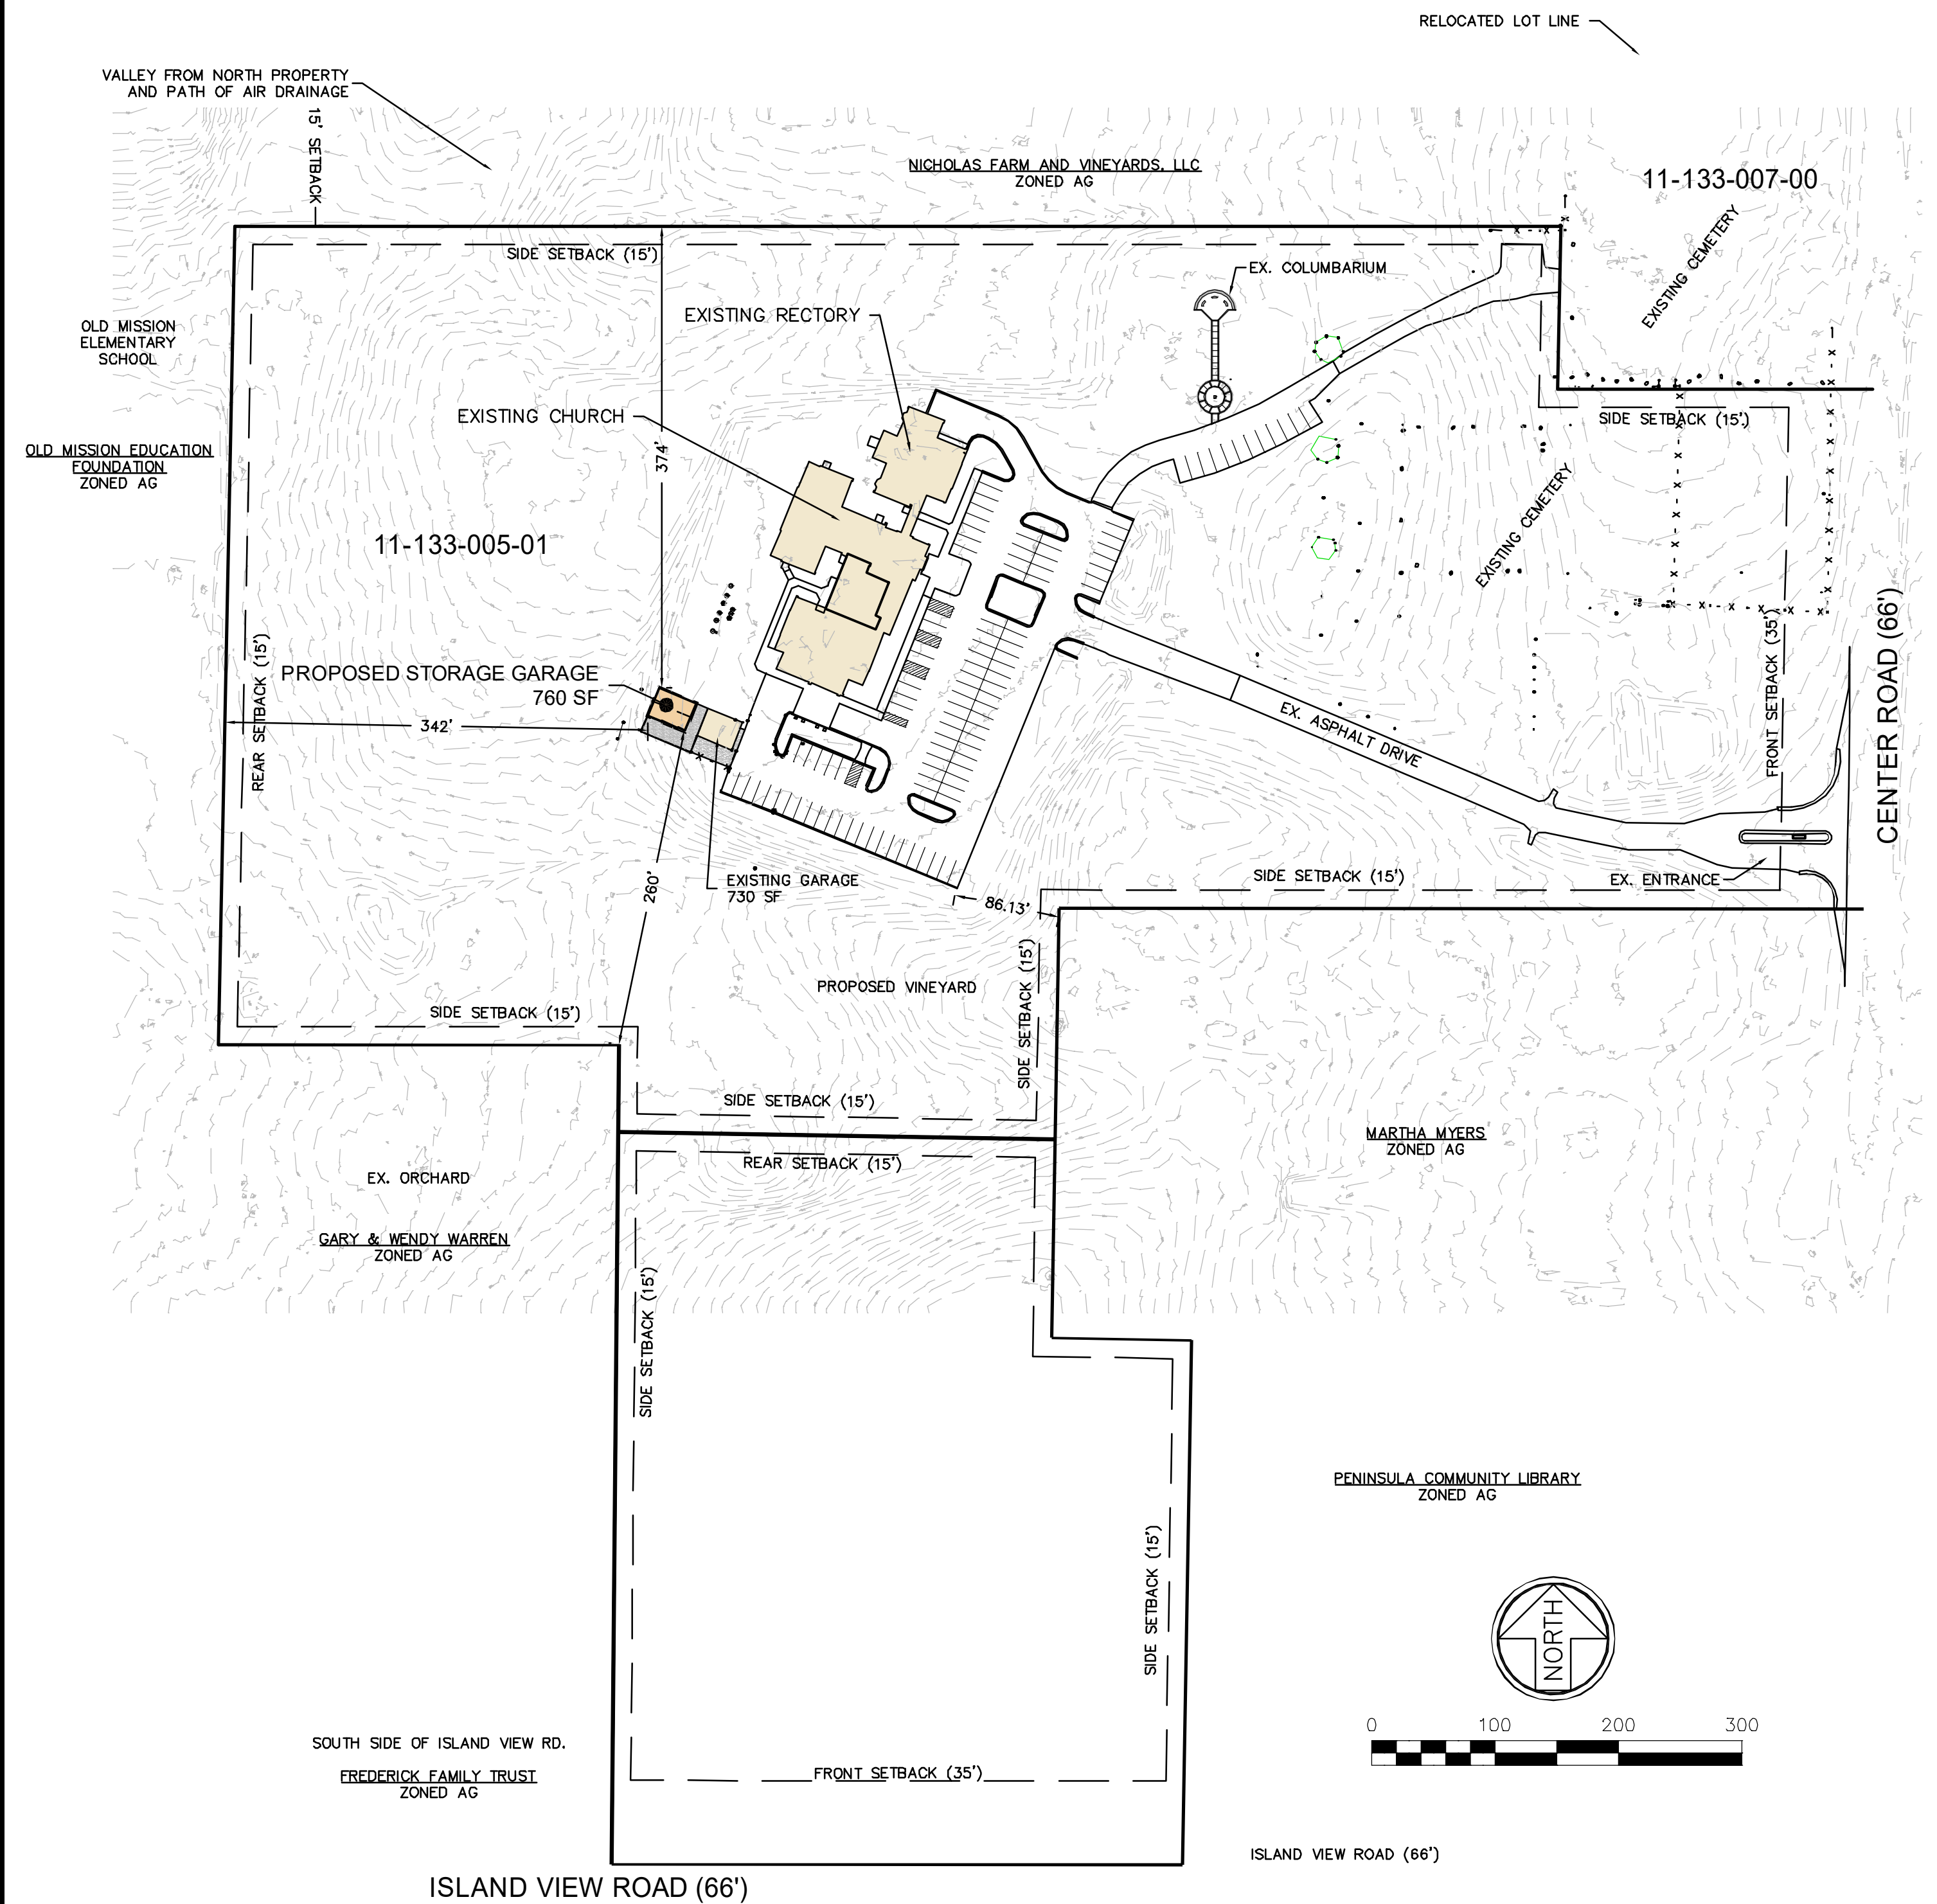 RELOCATED LOT LINE
VALLEY FROM NORTH PROPERTY
AND PATH OF AIR DRAINAGE
15' SETBACK
NICHOLAS FARM AND VINEYARDS, LLC
ZONED AG
11-133-007-00
EXISTING CEMETERY
SIDE SETBACK (15')
EX. COLUMBARIUM
EXISTING RECTORY
OLD MISSION
ELEMENTARY
SCHOOL
EXISTING CHURCH
374'
SIDE SETBACK (15')
OLD MISSION EDUCATION
FOUNDATION
ZONED AG
11-133-005-01
EXISTING CEMETERY
CENTER ROAD (66')
FRONT SETBACK (35')
REAR SETBACK (15')
PROPOSED STORAGE GARAGE
760 SF
342'
EX. ASPHALT DRIVE
260'
EXISTING GARAGE
730 SF
86.13'
SIDE SETBACK (15')
EX. ENTRANCE
PROPOSED VINEYARD
SIDE SETBACK (15')
SIDE SETBACK (15')
SIDE SETBACK (15')
MARTHA MYERS
ZONED AG
REAR SETBACK (15')
EX. ORCHARD
GARY & WENDY WARREN
ZONED AG
SIDE SETBACK (15')
PENINSULA COMMUNITY LIBRARY
ZONED AG
SIDE SETBACK (15')
NORTH
0 100 200 300
SOUTH SIDE OF ISLAND VIEW RD.
FREDERICK FAMILY TRUST
ZONED AG
FRONT SETBACK (35')
ISLAND VIEW ROAD (66')
ISLAND VIEW ROAD (66')